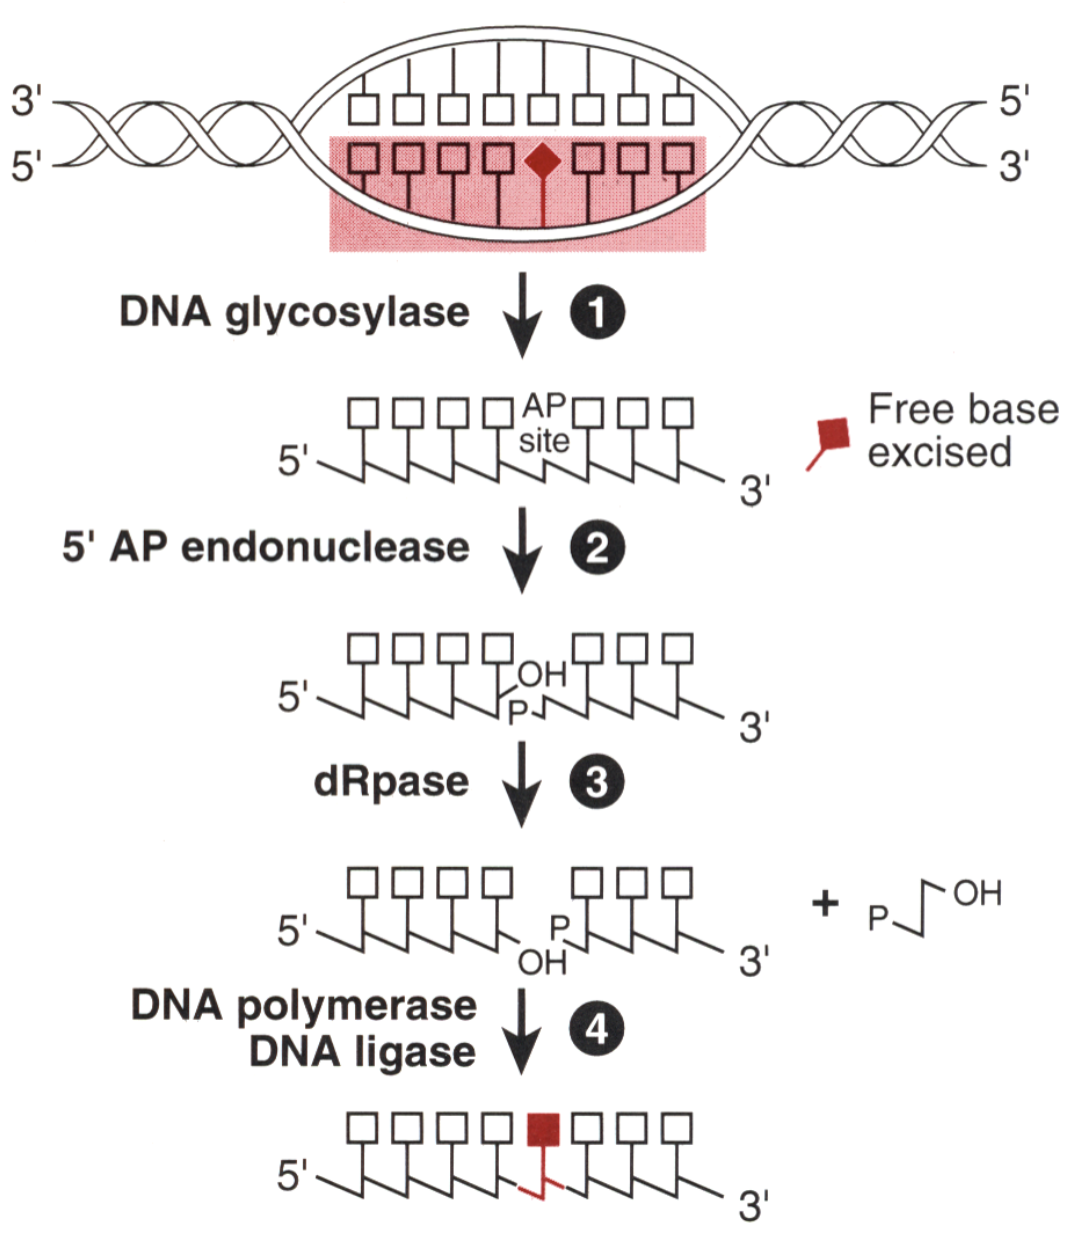 3' 5'
5' 3'
DNA glycosylase 1
AP
site
Free base
excised
5' 3'
5' AP endonuclease 2
OH
5' P 3'
dRpase 3
P OH
5' P 3'
OH
+
DNA polymerase
DNA ligase 4
5' 3'